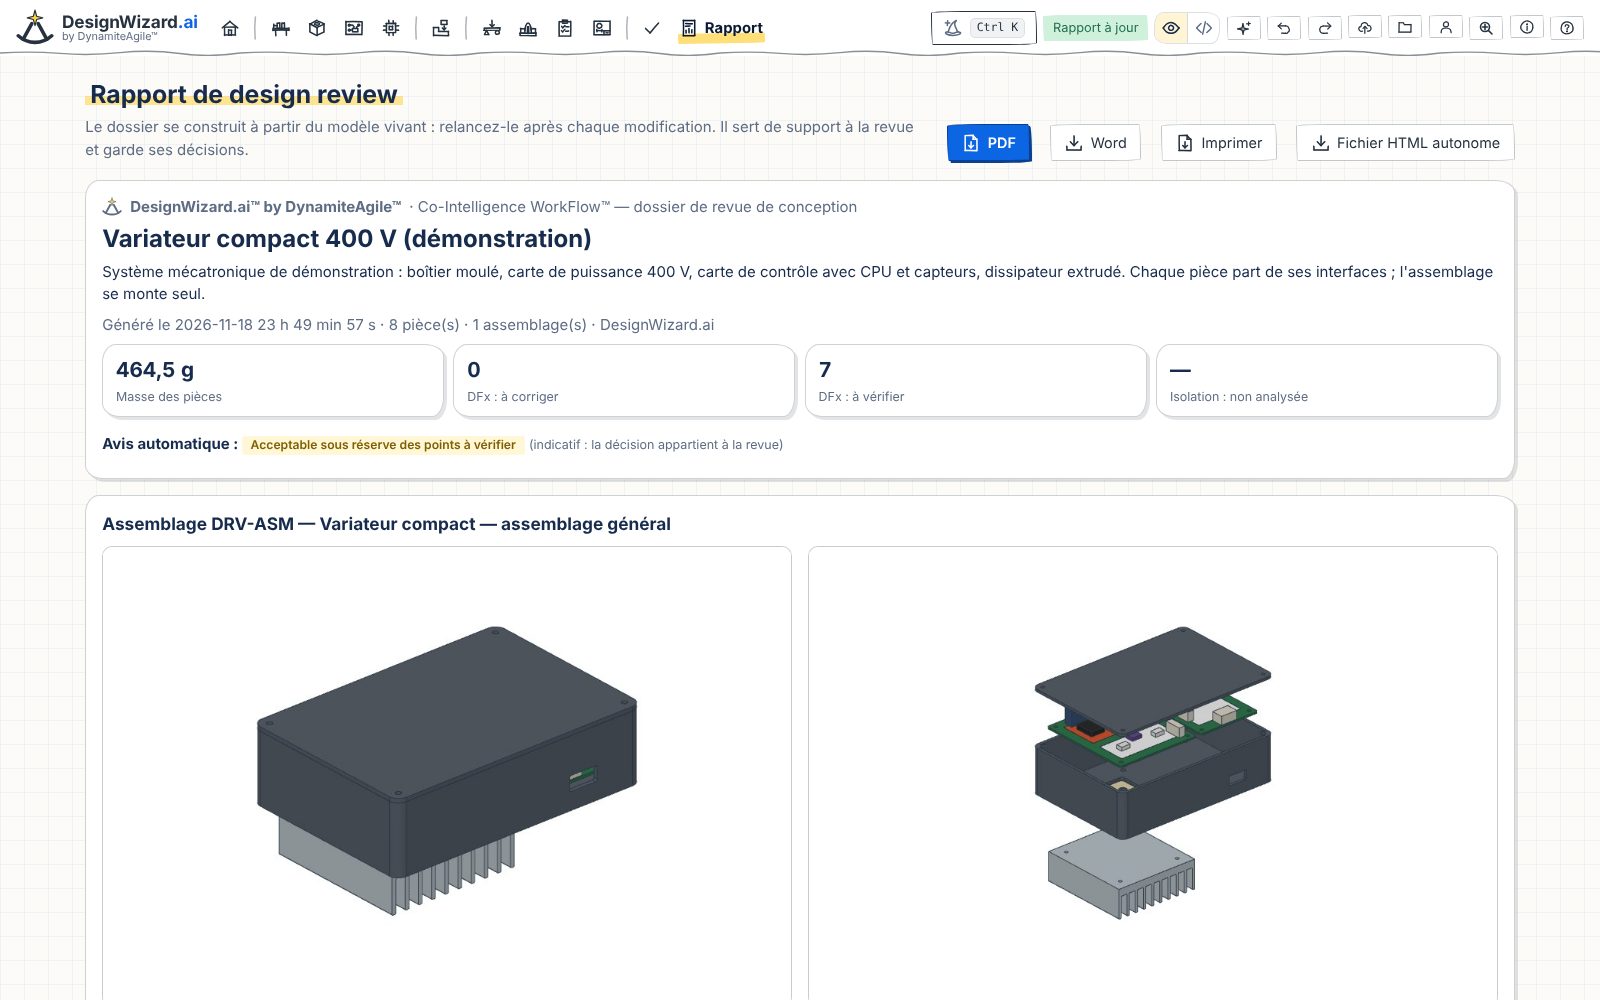 DesignWizard.ai
by DynamiteAgile™
Rapport
Ctrl K
Rapport à jour
Rapport de design review
Le dossier se construit à partir du modèle vivant : relancez-le après chaque modification. Il sert de support à la revue
et garde ses décisions.
PDF
Word
Imprimer
Fichier HTML autonome
DesignWizard.ai™ by DynamiteAgile™ · Co-Intelligence WorkFlow™ — dossier de revue de conception
Variateur compact 400 V (démonstration)
Système mécatronique de démonstration : boîtier moulé, carte de puissance 400 V, carte de contrôle avec CPU et capteurs, dissipateur extrudé. Chaque pièce part de ses interfaces ; l'assemblage
se monte seul.
Généré le 2026-11-18 23 h 49 min 57 s · 8 pièce(s) · 1 assemblage(s) · DesignWizard.ai
464,5 g
Masse des pièces
0
DFx : à corriger
7
DFx : à vérifier
—
Isolation : non analysée
Avis automatique : Acceptable sous réserve des points à vérifier (indicatif : la décision appartient à la revue)
Assemblage DRV-ASM — Variateur compact — assemblage général